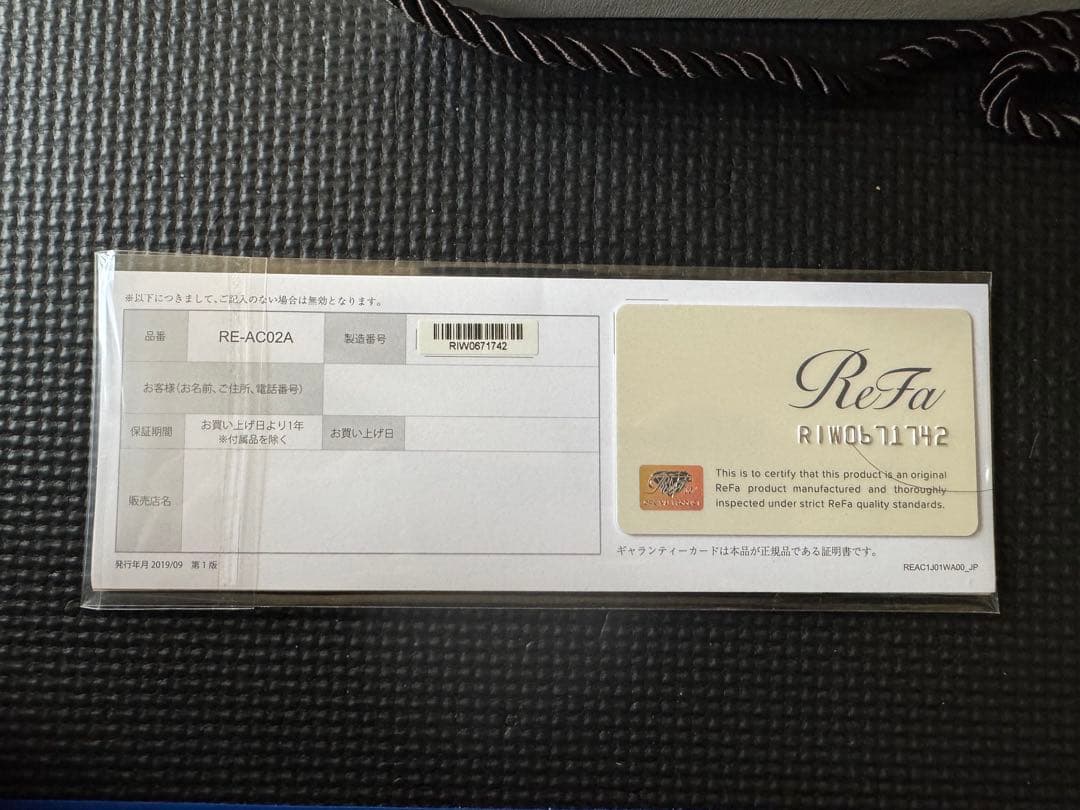 ※以下につきまして、ご記入のない場合は無効となります。
品番
RE-AC02A
製造番号
RIW0671742
お客様(お名前、ご住所、電話番号)
保証期間
お買い上げ日より1年
※付属品を除く
お買い上げ日
販売店名
発行年月 2019/09 第1版
ReFa
RIW0671742
This is to certify that this product is an original
ReFa product manufactured and thoroughly
inspected under strict ReFa quality standards.
ギャランティーカードは本品が正規品である証明書です。
REAC1J01WA00_JP